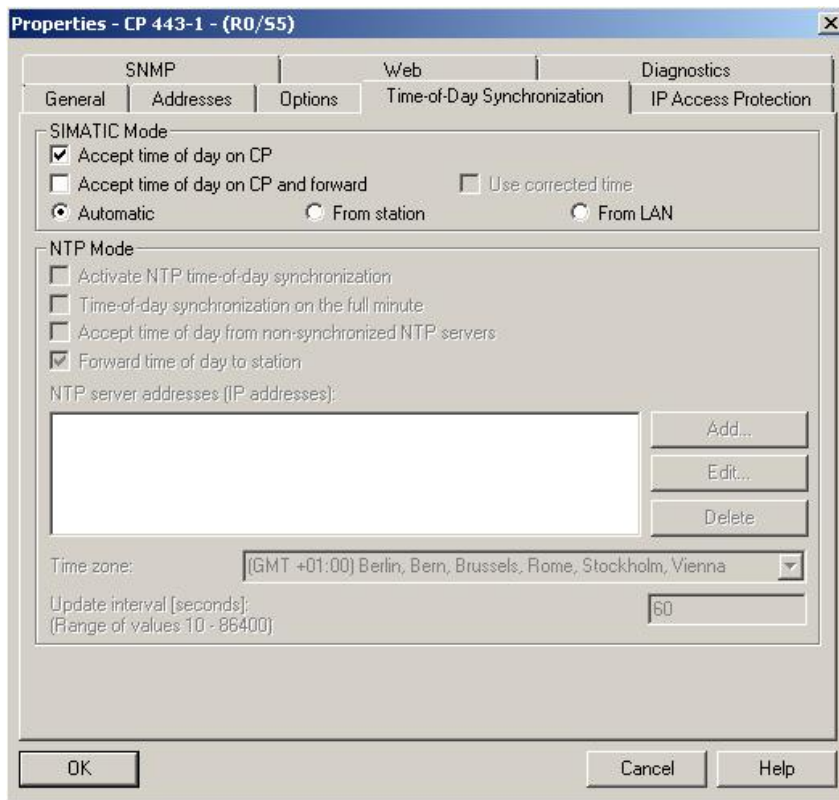 Properties - CP 443-1 - (R0/S5)
SNMP Web Diagnostics
General Addresses Options Time-of-Day Synchronization IP Access Protection
SIMATIC Mode
Accept time of day on CP
Accept time of day on CP and forward Use corrected time
Automatic From station From LAN
NTP Mode
Activate NTP time-of-day synchronization
Time-of-day synchronization on the full minute
Accept time of day from non-synchronized NTP servers
Forward time of day to station
NTP server addresses (IP addresses):
Add...
Edit...
Delete
Time zone: (GMT +01:00) Berlin, Bern, Brussels, Rome, Stockholm, Vienna
Update interval [seconds]: 60
(Range of values 10 - 86400)
OK Cancel Help